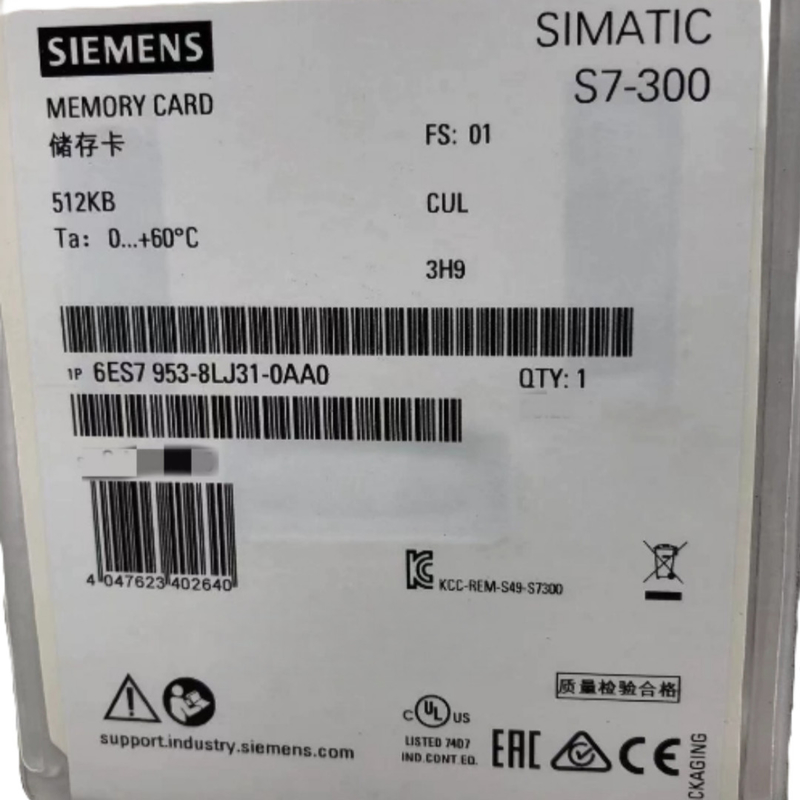 SIEMENS
SIMATIC
S7-300
MEMORY CARD
储存卡
FS: 01
512KB
CUL
Ta: 0...+60°C
3H9
1P 6ES7 953-8LJ31-0AA0
QTY: 1
4 047623 402640
KCC-REM-S49-S7300
质量检验合格
C UL US
LISTED 7407
IND.CONT.EQ.
EAC
CE
support.industry.siemens.com
CKAGING